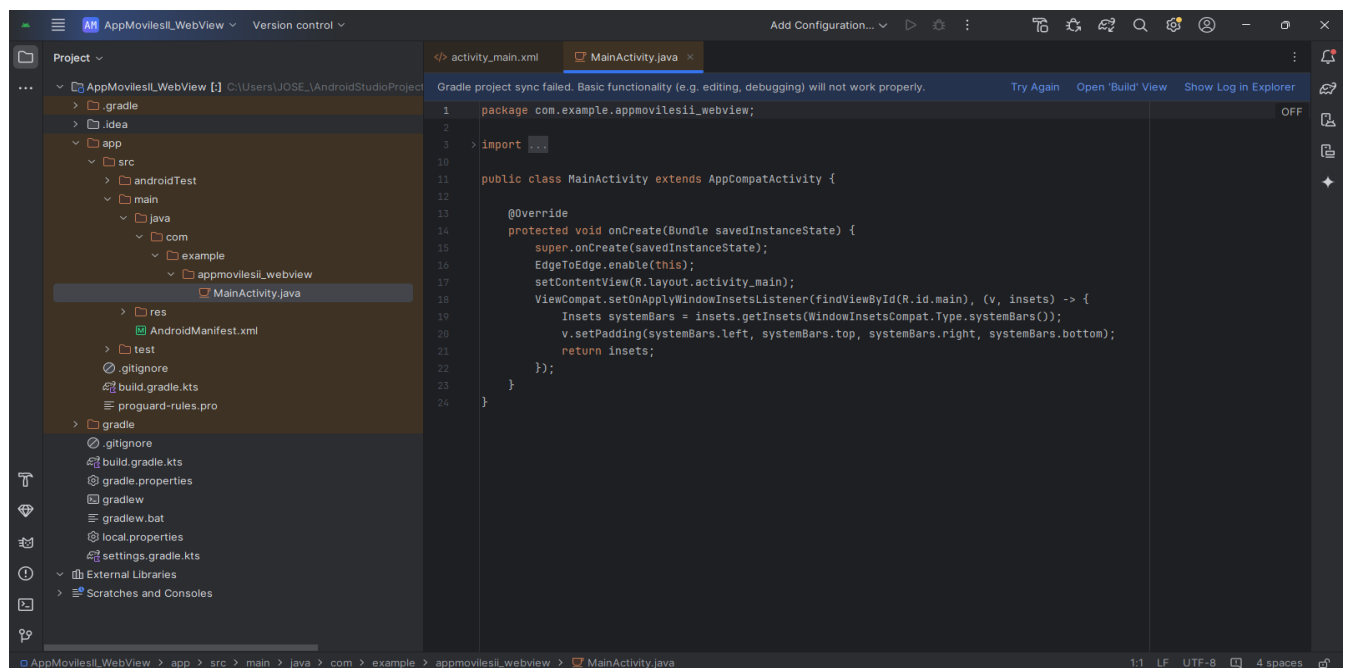 AM AppMovilesII_WebView Version control Add Configuration...
Project
activity_main.xml MainActivity.java
AppMovilesII_WebView [:] C:\Users\JOSE_\AndroidStudioProject
Gradle project sync failed. Basic functionality (e.g. editing, debugging) will not work properly. Try Again Open 'Build' View Show Log in Explorer
OFF
.gradle
.idea
app
src
androidTest
main
java
com
example
appmovilesii_webview
MainActivity.java
res
AndroidManifest.xml
test
.gitignore
build.gradle.kts
proguard-rules.pro
gradle
.gitignore
build.gradle.kts
gradle.properties
gradlew
gradlew.bat
local.properties
settings.gradle.kts
External Libraries
Scratches and Consoles
1 package com.example.appmovilesii_webview;
2
3 import ...
10
11 public class MainActivity extends AppCompatActivity {
12
13 @Override
14 protected void onCreate(Bundle savedInstanceState) {
15 super.onCreate(savedInstanceState);
16 EdgeToEdge.enable(this);
17 setContentView(R.layout.activity_main);
18 ViewCompat.setOnApplyWindowInsetsListener(findViewById(R.id.main), (v, insets) -> {
19 Insets systemBars = insets.getInsets(WindowInsetsCompat.Type.systemBars());
20 v.setPadding(systemBars.left, systemBars.top, systemBars.right, systemBars.bottom);
21 return insets;
22 });
23 }
24 }
AppMovilesII_WebView > app > src > main > java > com > example > appmovilesii_webview > MainActivity.java 1:1 LF UTF-8 4 spaces